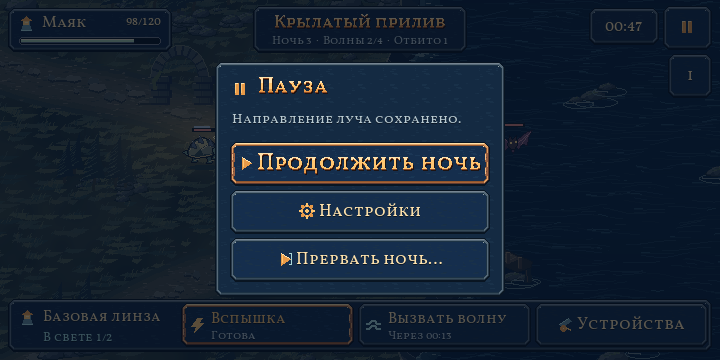 Маяк 98/120
Крылатый прилив
Ночь 3 · Волны 2/4 · Отбито 1
00:47
I
Пауза
Направление луча сохранено.
Продолжить ночь
Настройки
Прервать ночь...
Базовая линза
В свете 1/2
Вспышка
Готова
Вызвать волну
Через 00:13
Устройства